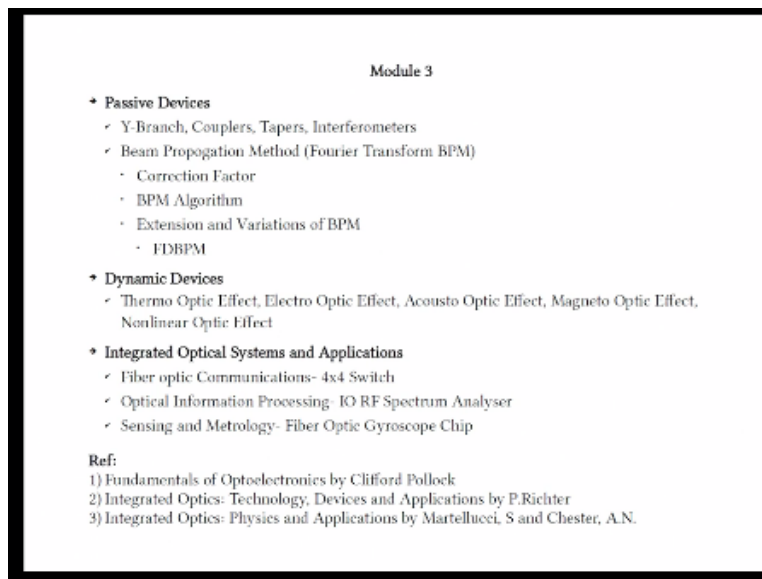 Module 3
Passive Devices
Y-Branch, Couplers, Tapers, Interferometers
Beam Propogation Method (Fourier Transform BPM)
Correction Factor
BPM Algorithm
Extension and Variations of BPM
FDBPM
Dynamic Devices
Thermo Optic Effect, Electro Optic Effect, Acousto Optic Effect, Magneto Optic Effect,
Nonlinear Optic Effect
Integrated Optical Systems and Applications
Fiber optic Communications- 4x4 Switch
Optical Information Processing- IO RF Spectrum Analyser
Sensing and Metrology- Fiber Optic Gyroscope Chip
Ref:
1) Fundamentals of Optoelectronics by Clifford Pollock
2) Integrated Optics: Technology, Devices and Applications by P.Richter
3) Integrated Optics: Physics and Applications by Martellucci, S and Chester, A.N.